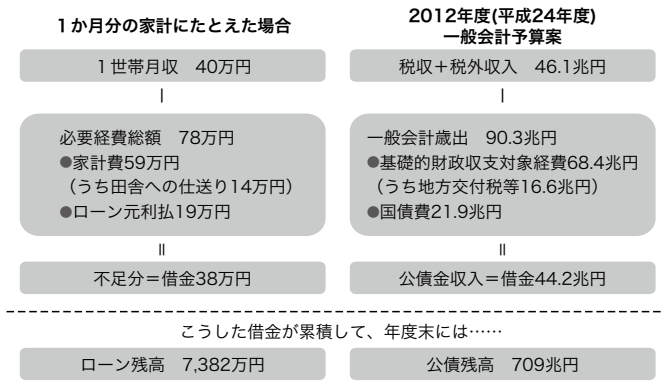 １か月分の家計にたとえた場合
１世帯月収　40万円
|
必要経費総額　78万円
●家計費59万円
（うち田舎への仕送り14万円）
●ローン元利払19万円
||
不足分＝借金38万円
2012年度(平成24年度)
一般会計予算案
税収＋税外収入　46.1兆円
|
一般会計歳出　90.3兆円
●基礎的財政収支対象経費68.4兆円
（うち地方交付税等16.6兆円）
●国債費21.9兆円
||
公債金収入＝借金44.2兆円
こうした借金が累積して、年度末には……
ローン残高　7,382万円
公債残高　709兆円